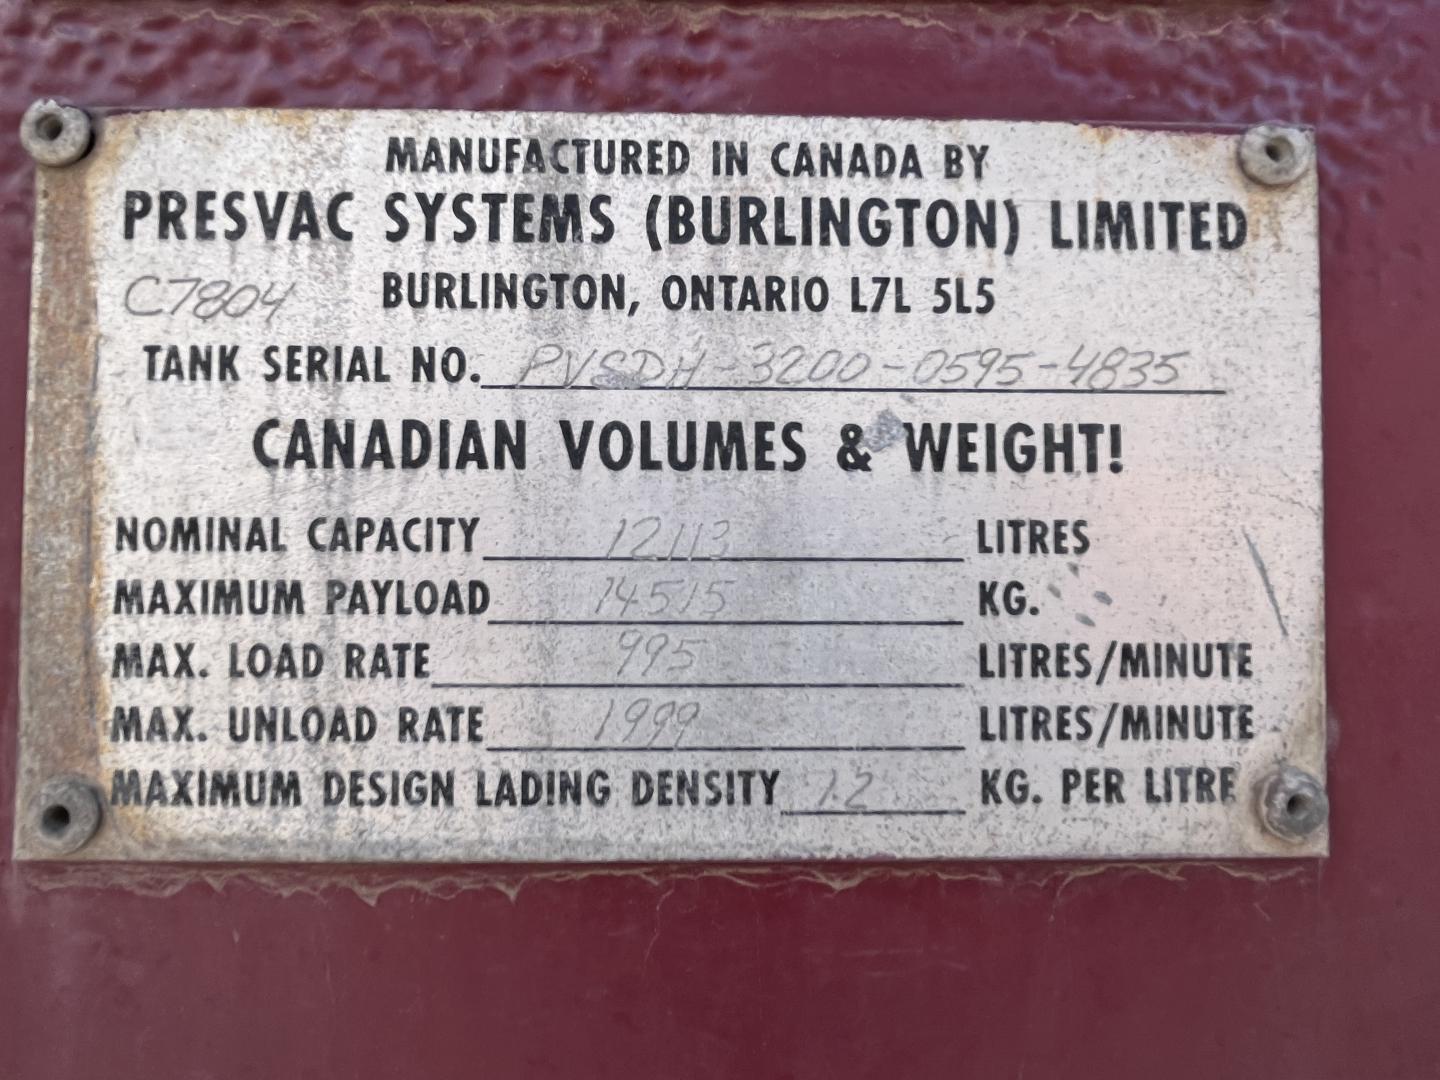 MANUFACTURED IN CANADA BY
PRESVAC SYSTEMS (BURLINGTON) LIMITED
C7804 BURLINGTON, ONTARIO L7L 5L5
TANK SERIAL NO. PVSDH-3200-0595-4835
CANADIAN VOLUMES & WEIGHT!
NOMINAL CAPACITY 12113 LITRES
MAXIMUM PAYLOAD 14515 KG.
MAX. LOAD RATE 995 LITRES/MINUTE
MAX. UNLOAD RATE 1999 LITRES/MINUTE
MAXIMUM DESIGN LADING DENSITY 1.2 KG. PER LITRE